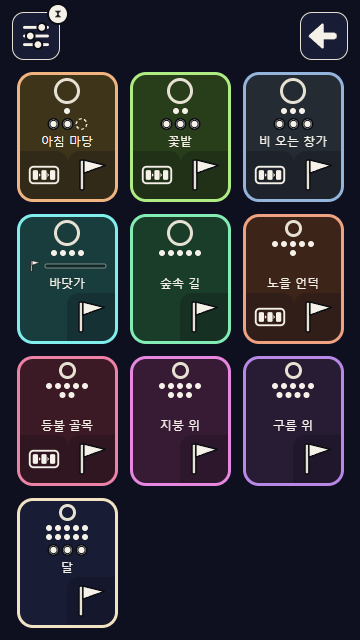 아침 마당
꽃밭
비 오는 창가
바닷가
숲속 길
노을 언덕
등불 골목
지붕 위
구름 위
달